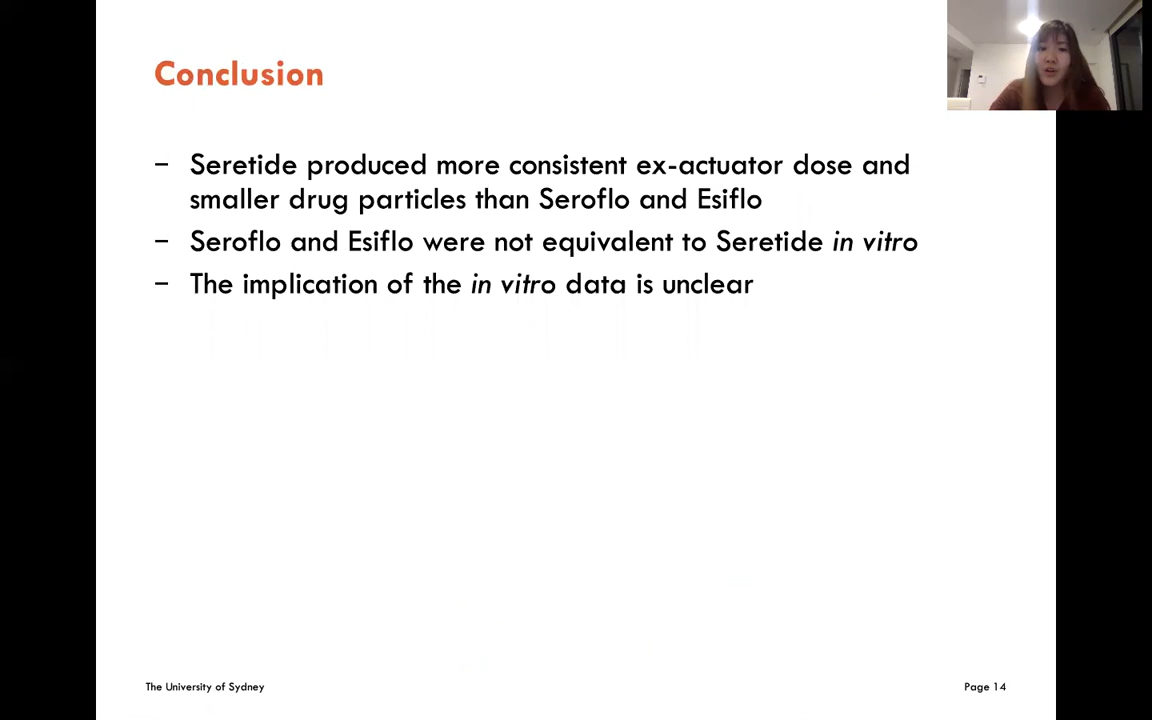 Conclusion
– Seretide produced more consistent ex-actuator dose and
smaller drug particles than Seroflo and Esiflo
– Seroflo and Esiflo were not equivalent to Seretide in vitro
– The implication of the in vitro data is unclear
The University of Sydney
Page 14